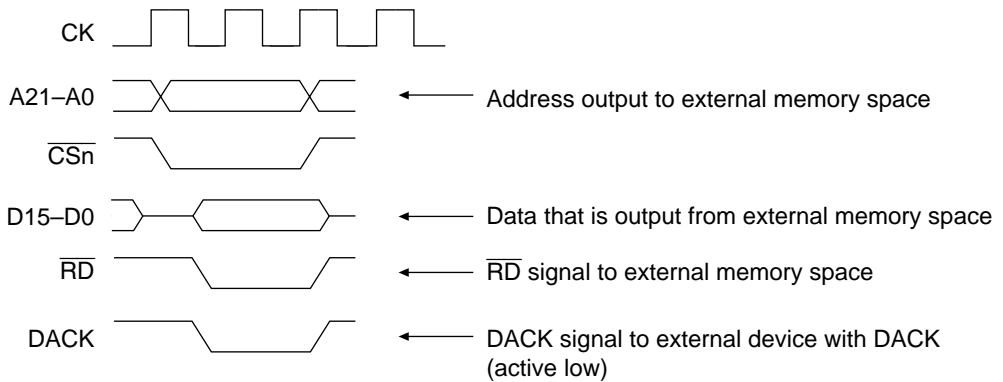 CK
A21–A0
Address output to external memory space
CSn
D15–D0
Data that is output from external memory space
RD
RD signal to external memory space
DACK
DACK signal to external device with DACK
(active low)